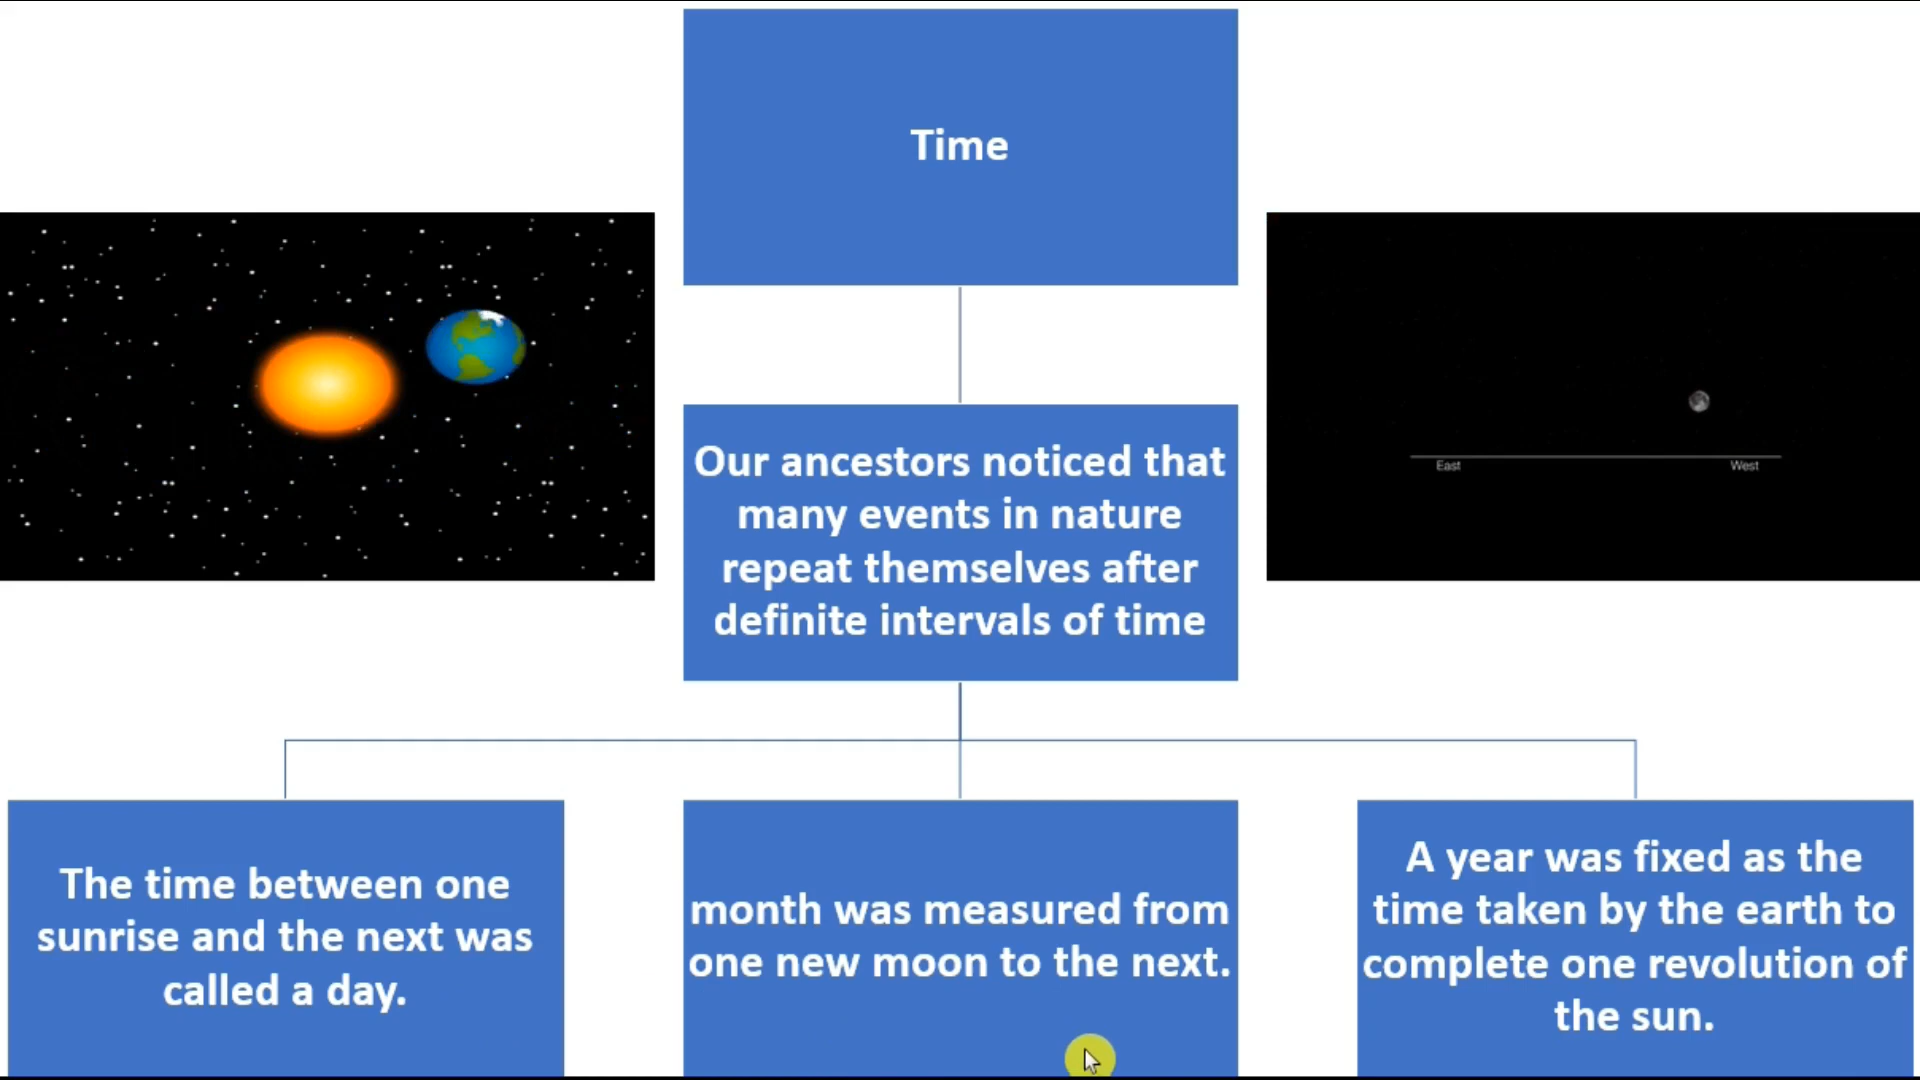 Time
Our ancestors noticed that
many events in nature
repeat themselves after
definite intervals of time
East
West
The time between one
sunrise and the next was
called a day.
month was measured from
one new moon to the next.
A year was fixed as the
time taken by the earth to
complete one revolution of
the sun.